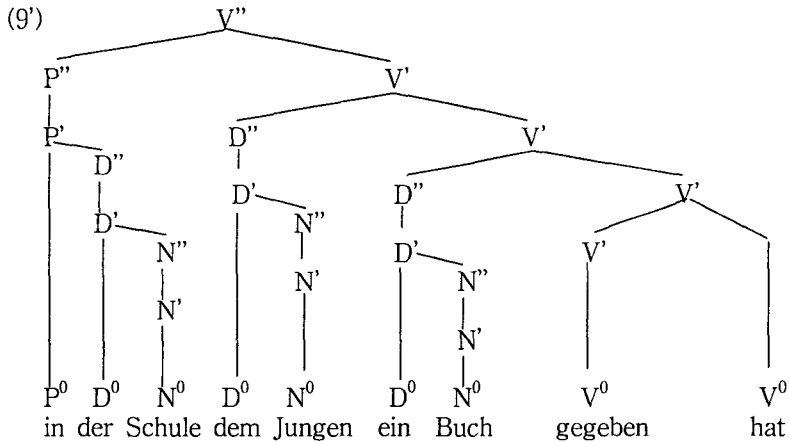 (9') V"
P" V'
P' D" V'
D"
D' D" V'
D' N"
N" D' V'
N' N"
N' N'
P⁰ D⁰ N⁰ D⁰ N⁰ D⁰ N⁰ V⁰ V⁰
in der Schule dem Jungen ein Buch gegeben hat